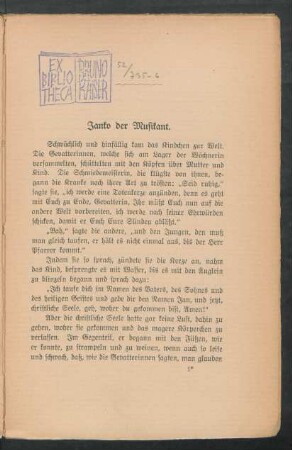 EX
BIBLIO
THECA
BRUNO
KAISER
52/735-6
Janko der Musikant.
Schwächlich und hinfällig kam das Kindchen zur Welt.
Die Gevatterinnen, welche sich am Lager der Wöchnerin
versammelten, schüttelten mit den Köpfen über Mutter und
Kind. Die Schmiedewollerin, die klügste von ihnen, be-
gann die Kranke nach ihrer Art zu trösten: „Seid ruhig,“
sagte sie, „ich werde eine Totenkerze anzünden, denn es geht
mit Euch zu Ende, Gevatterin. Ihr müßt Euch nun auf die
andere Welt vorbereiten, ich werde nach seiner Ehrwürden
schicken, damit er Euch Eure Sünden abläßt.“
„Bah,“ sagte die andere, „und den Jungen, den muß
man gleich taufen, er hält es nicht einmal aus, bis der Herr
Pfarrer kommt.“
Indem sie so sprach, zündete sie die Kerze an, nahm
das Kind, besprengte es mit Wasser, bis es mit den Äuglein
zu blinzeln begann und sprach dazu:
„Ich taufe dich im Namen des Vaters, des Sohnes und
des heiligen Geistes und gebe dir den Namen Jan, und jetzt,
christliche Seele, geh, woher du gekommen bist, Amen!“
Aber die christliche Seele hatte gar keine Lust, dahin zu
gehen, woher sie gekommen und das magere Körperchen zu
verlassen. Im Gegenteil, er begann mit den Füßen, wie
er konnte, zu strampeln und zu weinen, wenn auch so leise
und schwach, daß, wie die Gevatterinnen sagten, man glauben
1*